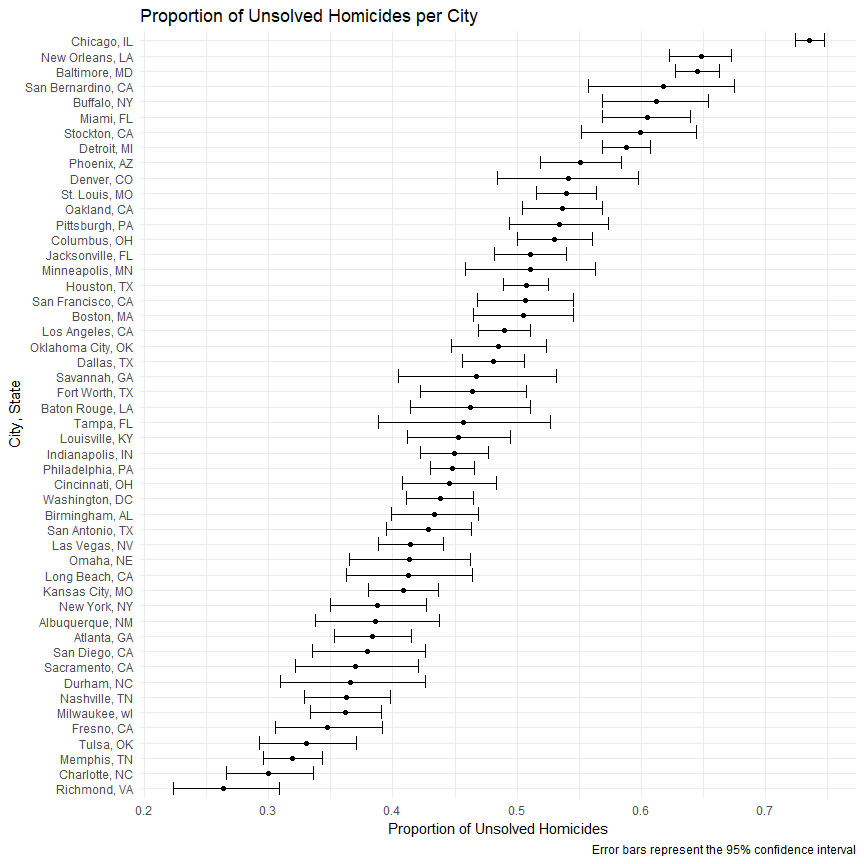 Proportion of Unsolved Homicides per City
City, State
Chicago, IL
New Orleans, LA
Baltimore, MD
San Bernardino, CA
Buffalo, NY
Miami, FL
Stockton, CA
Detroit, MI
Phoenix, AZ
Denver, CO
St. Louis, MO
Oakland, CA
Pittsburgh, PA
Columbus, OH
Jacksonville, FL
Minneapolis, MN
Houston, TX
San Francisco, CA
Boston, MA
Los Angeles, CA
Oklahoma City, OK
Dallas, TX
Savannah, GA
Fort Worth, TX
Baton Rouge, LA
Tampa, FL
Louisville, KY
Indianapolis, IN
Philadelphia, PA
Cincinnati, OH
Washington, DC
Birmingham, AL
San Antonio, TX
Las Vegas, NV
Omaha, NE
Long Beach, CA
Kansas City, MO
New York, NY
Albuquerque, NM
Atlanta, GA
San Diego, CA
Sacramento, CA
Durham, NC
Nashville, TN
Milwaukee, wI
Fresno, CA
Tulsa, OK
Memphis, TN
Charlotte, NC
Richmond, VA
0.2 0.3 0.4 0.5 0.6 0.7
Proportion of Unsolved Homicides
Error bars represent the 95% confidence interval